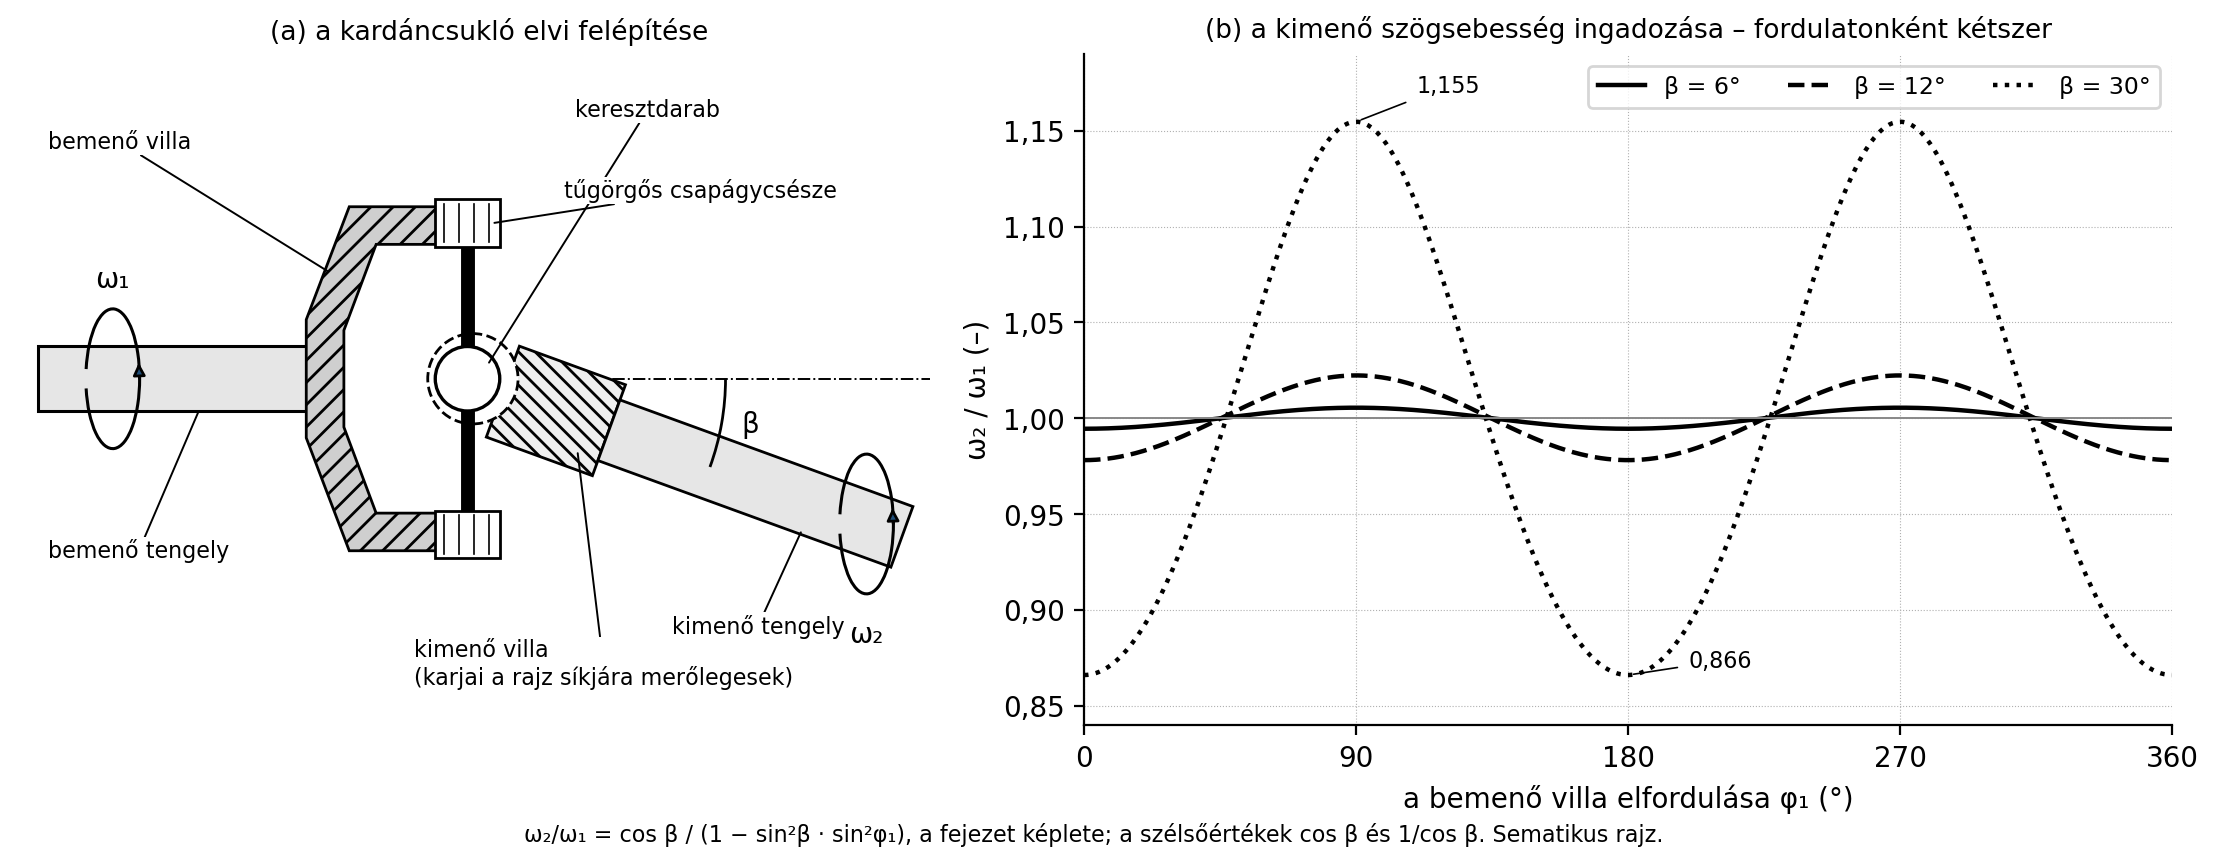 (a) a kardáncsukló elvi felépítése
keresztdarab
bemenő villa
tűgörgős csapágycsésze
ω₁
β
bemenő tengely
kimenő tengely
ω₂
kimenő villa
(karjai a rajz síkjára merőlegesek)
(b) a kimenő szögsebesség ingadozása – fordulatonként kétszer
β = 6°
β = 12°
β = 30°
1,155
0,866
ω₂ / ω₁ (–)
1,15
1,10
1,05
1,00
0,95
0,90
0,85
0
90
180
270
360
a bemenő villa elfordulása φ₁ (°)
ω₂/ω₁ = cos β / (1 − sin²β · sin²φ₁), a fejezet képlete; a szélsőértékek cos β és 1/cos β. Sematikus rajz.